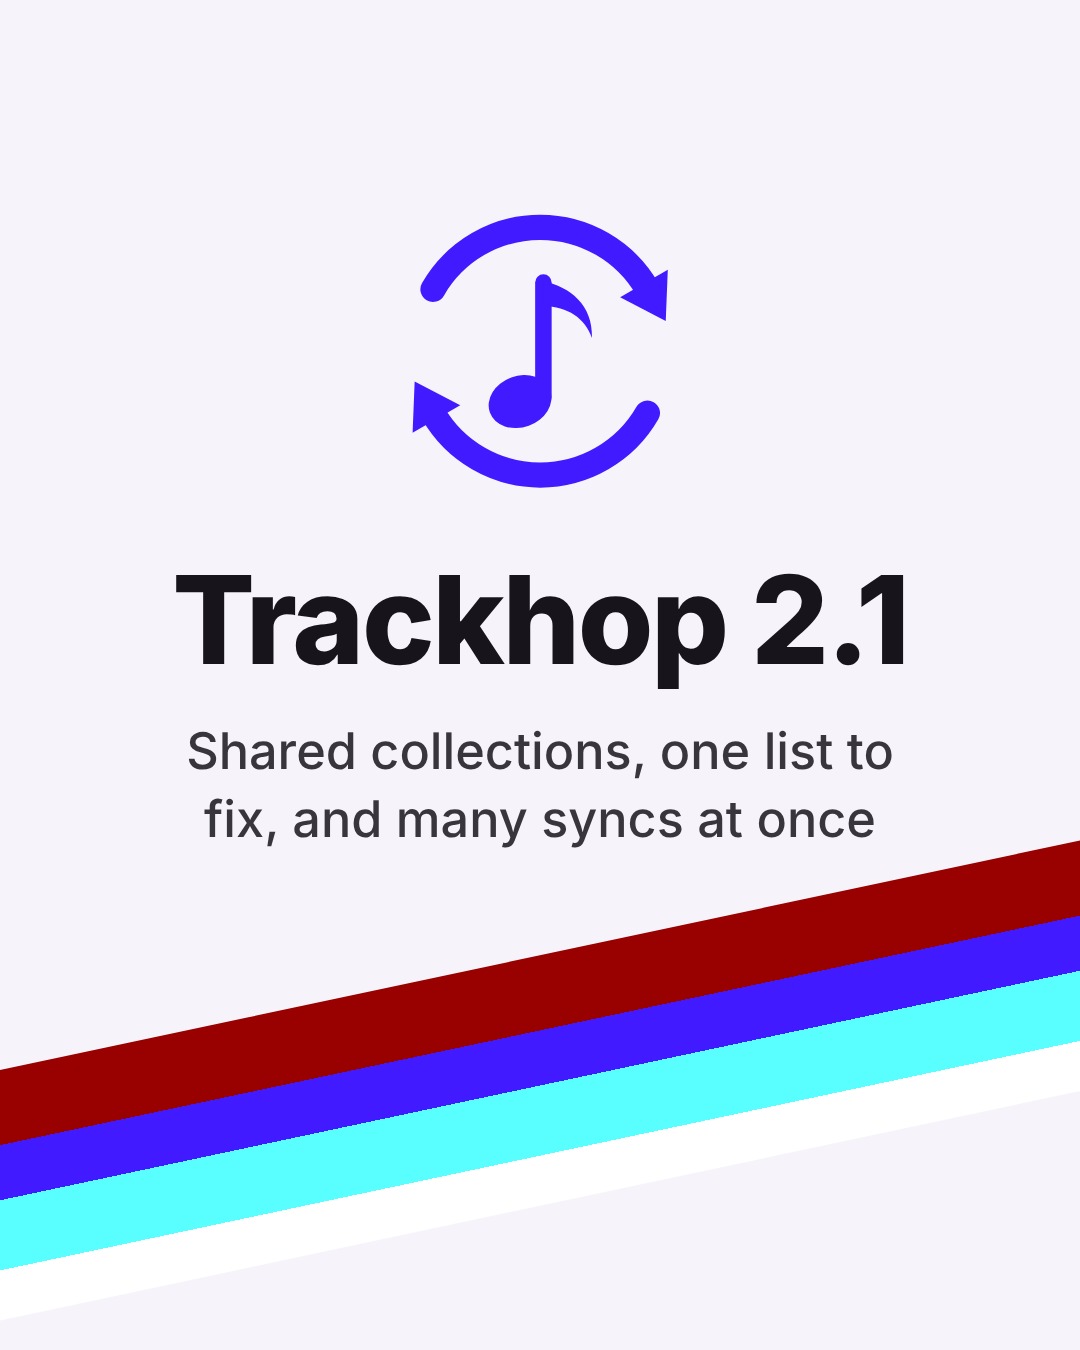 Trackhop 2.1
Shared collections, one list to
fix, and many syncs at once